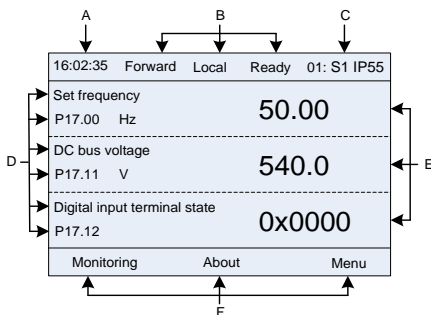 A B C
16:02:35 Forward Local Ready 01: S1 IP55
Set frequency
50.00
P17.00 Hz
DC bus voltage
D
540.0
E
P17.11 V
Digital input terminal state
0x0000
P17.12
Monitoring About Menu
F